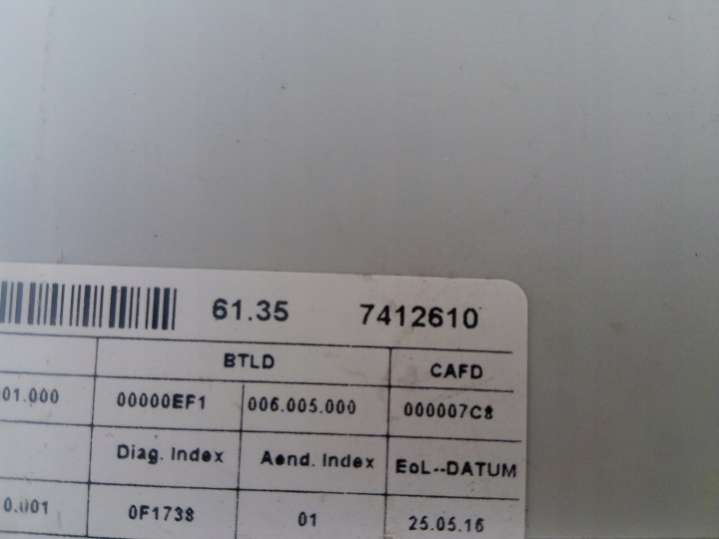 61.35 7412610
BTLD CAFD
01.000 00000EF1 006.005.000 000007C8
Diag. Index Aend. Index EoL--DATUM
0.001 0F1738 01 25.05.16